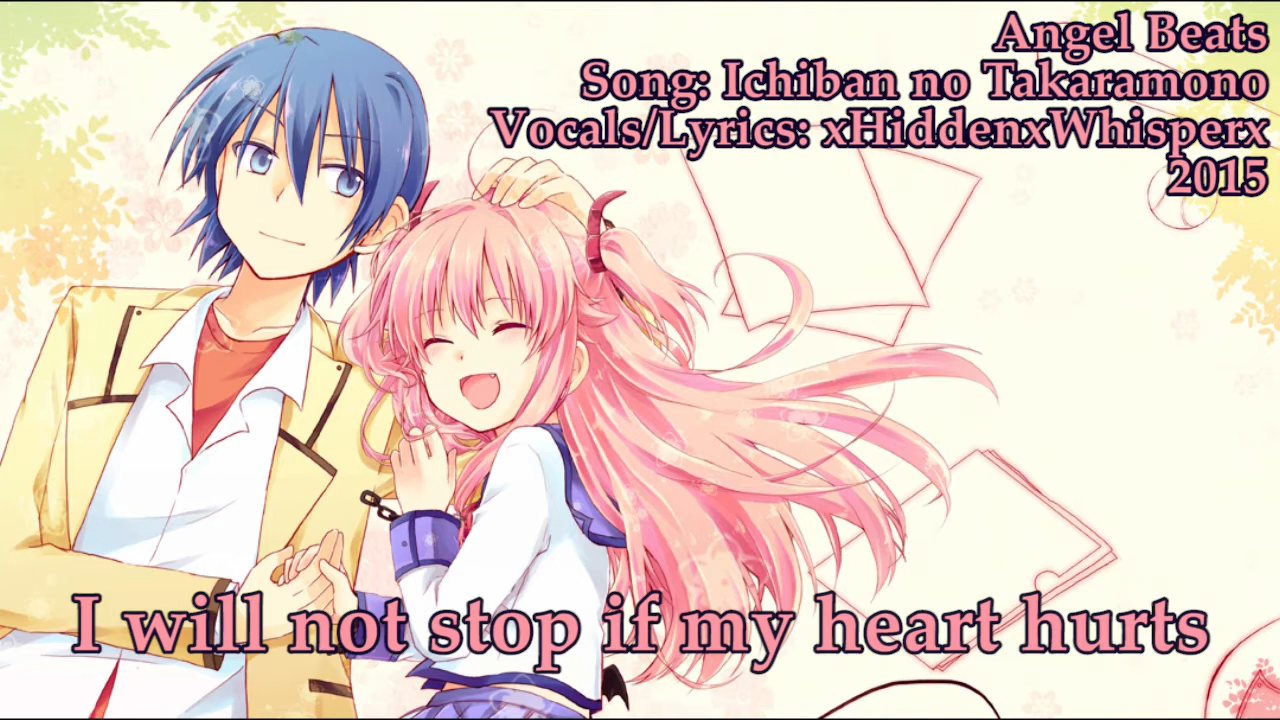 Angel Beats
Song: Ichiban no Takaramono
Vocals/Lyrics: xHiddenxWhisperx
2015
I will not stop if my heart hurts